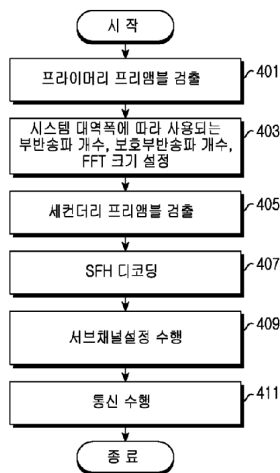 시 작
프라이머리 프리앰블 검출
401
시스템 대역폭에 따라 사용되는
부반송파 개수, 보호부반송파 개수,
FFT 크기 설정
403
세컨더리 프리앰블 검출
405
SFH 디코딩
407
서브채널설정 수행
409
통신 수행
411
종 료